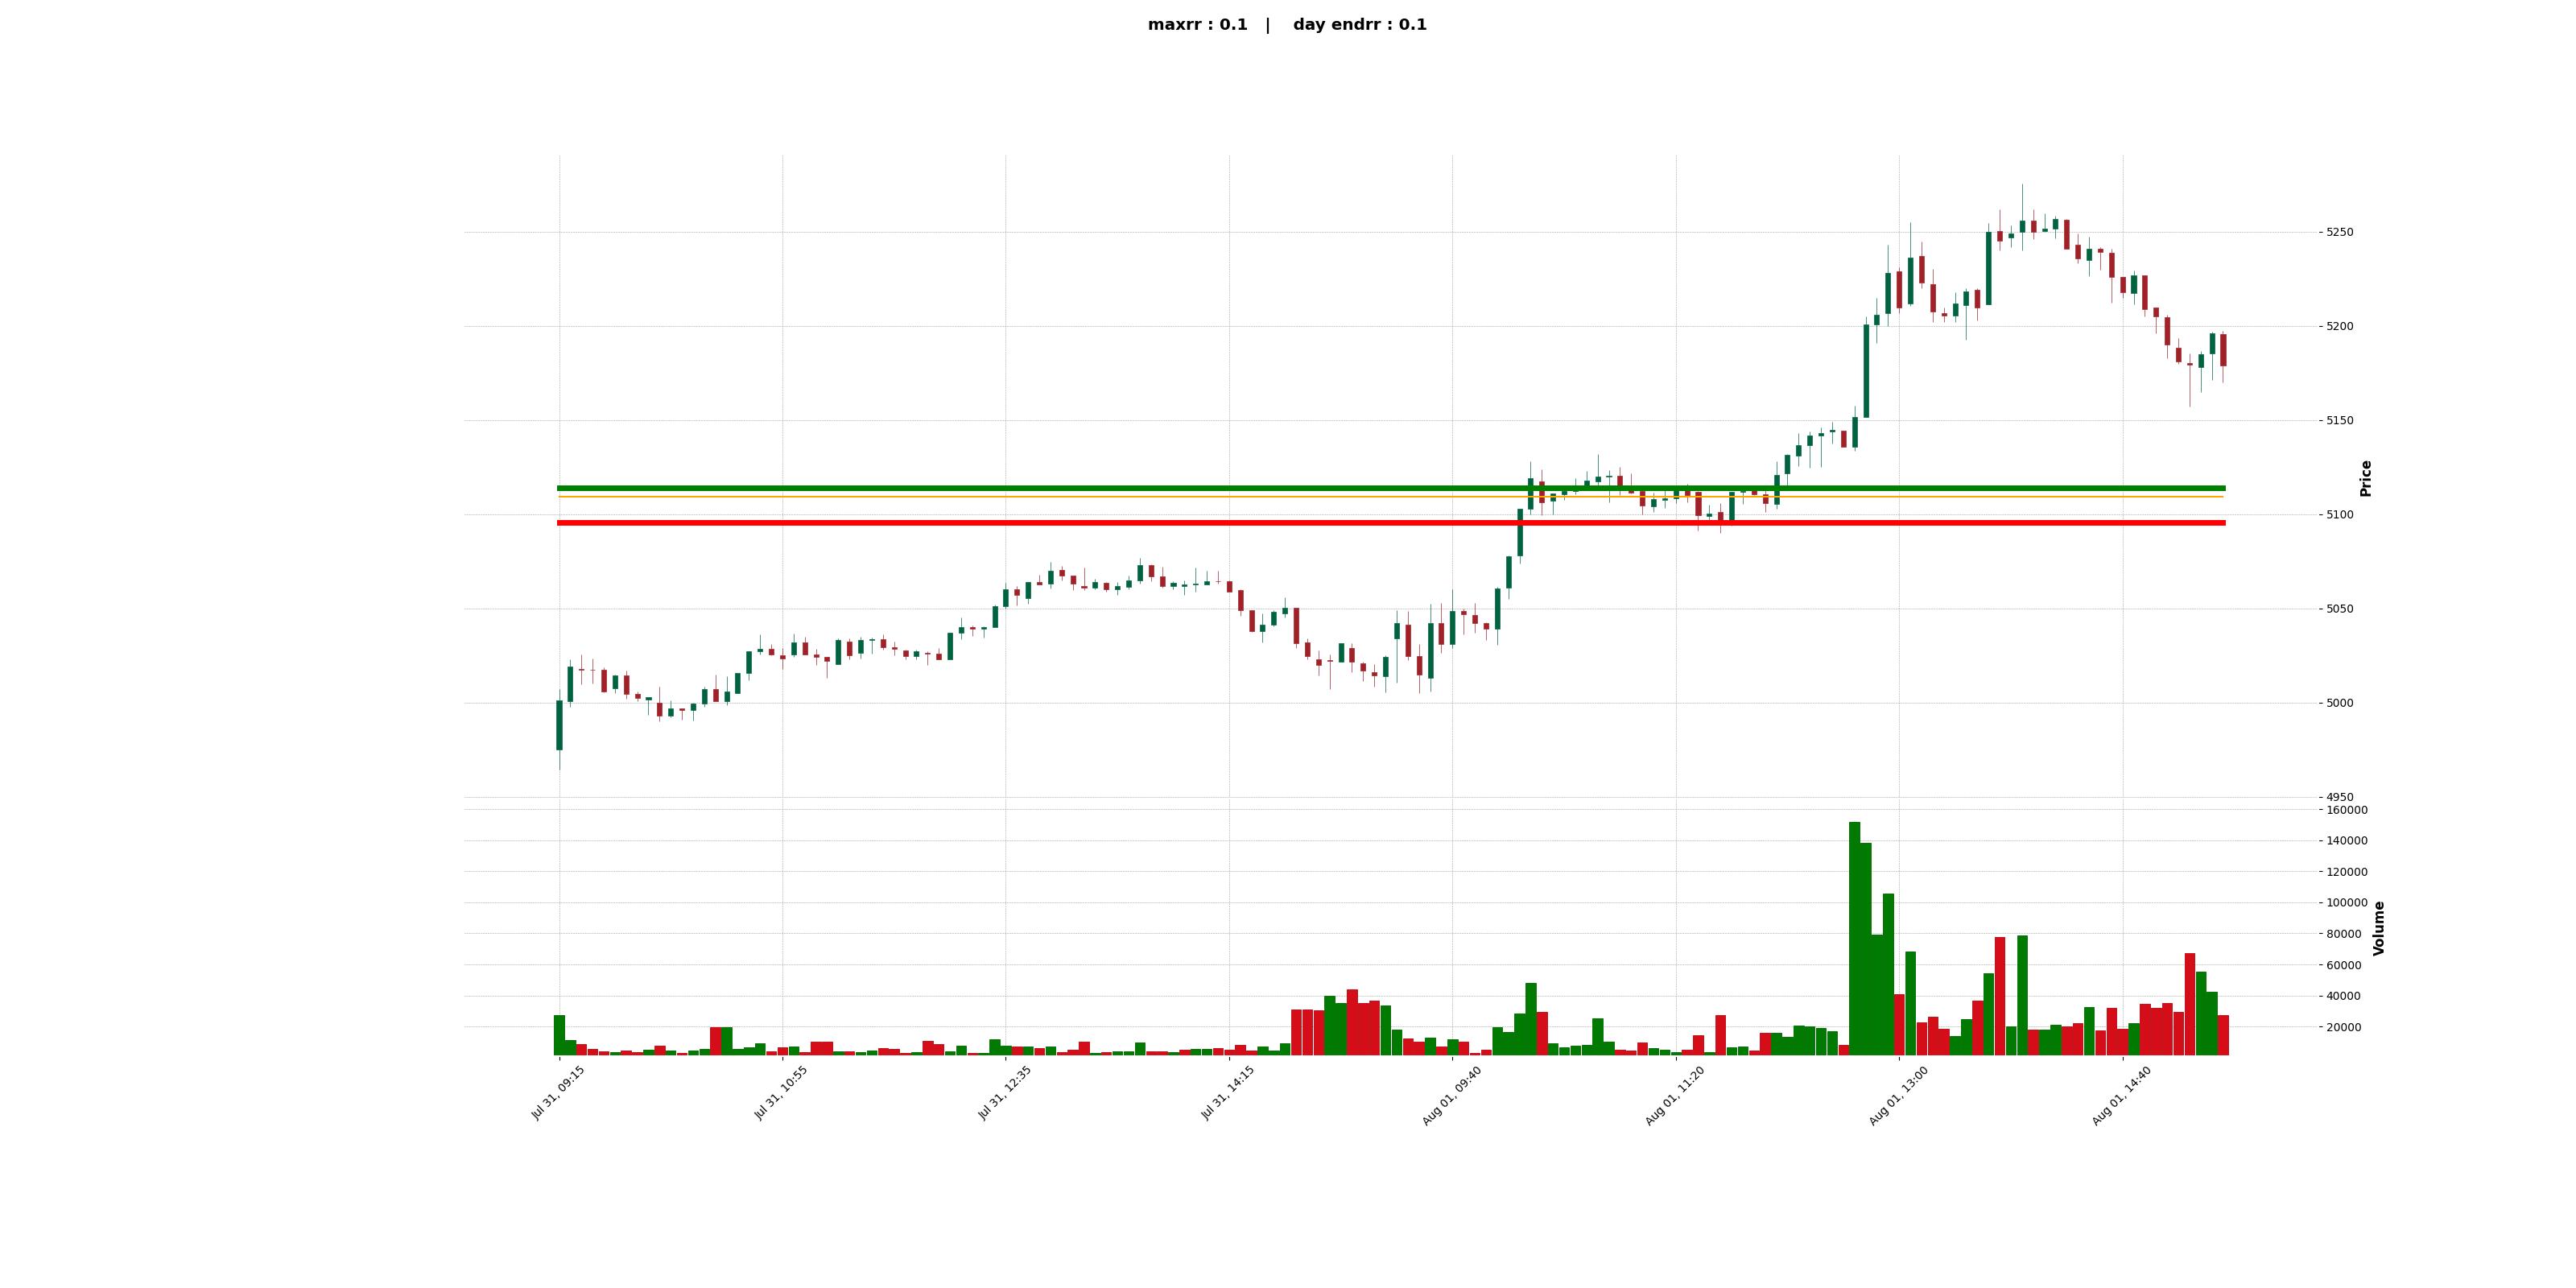 maxrr : 0.1   |    day endrr : 0.1
5250
5200
5150
5100
5050
5000
4950
Price
160000
140000
120000
100000
80000
60000
40000
20000
Volume
Jul 31, 09:15
Jul 31, 10:55
Jul 31, 12:35
Jul 31, 14:15
Aug 01, 09:40
Aug 01, 11:20
Aug 01, 13:00
Aug 01, 14:40